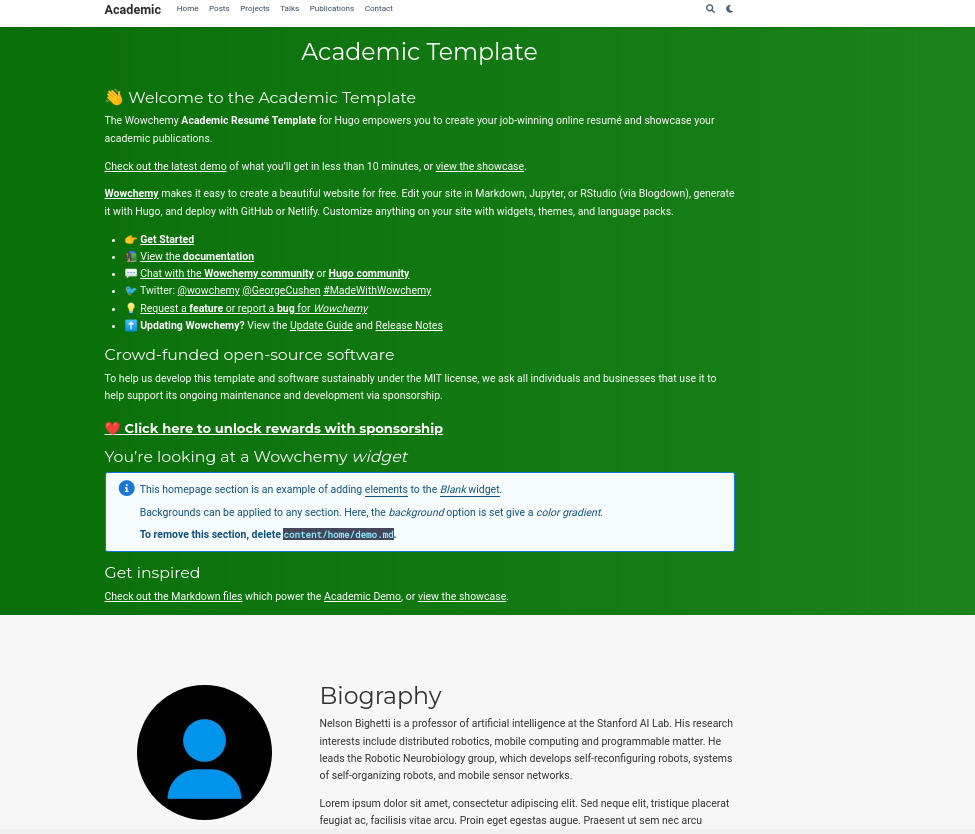 Academic Home Posts Projects Talks Publications Contact
Academic Template
👋 Welcome to the Academic Template
The Wowchemy Academic Resumé Template for Hugo empowers you to create your job-winning online resumé and showcase your
academic publications.
Check out the latest demo of what you'll get in less than 10 minutes, or view the showcase.
Wowchemy makes it easy to create a beautiful website for free. Edit your site in Markdown, Jupyter, or RStudio (via Blogdown), generate
it with Hugo, and deploy with GitHub or Netlify. Customize anything on your site with widgets, themes, and language packs.
• 👉 Get Started
• 📚 View the documentation
• 💬 Chat with the Wowchemy community or Hugo community
• 🐦 Twitter: @wowchemy @GeorgeCushen #MadeWithWowchemy
• 💡 Request a feature or report a bug for Wowchemy
• ⬆️ Updating Wowchemy? View the Update Guide and Release Notes
Crowd-funded open-source software
To help us develop this template and software sustainably under the MIT license, we ask all individuals and businesses that use it to
help support its ongoing maintenance and development via sponsorship.
❤️ Click here to unlock rewards with sponsorship
You're looking at a Wowchemy widget
This homepage section is an example of adding elements to the Blank widget.
Backgrounds can be applied to any section. Here, the background option is set give a color gradient.
To remove this section, delete content/home/demo.md.
Get inspired
Check out the Markdown files which power the Academic Demo, or view the showcase.
Biography
Nelson Bighetti is a professor of artificial intelligence at the Stanford AI Lab. His research
interests include distributed robotics, mobile computing and programmable matter. He
leads the Robotic Neurobiology group, which develops self-reconfiguring robots, systems
of self-organizing robots, and mobile sensor networks.
Lorem ipsum dolor sit amet, consectetur adipiscing elit. Sed neque elit, tristique placerat
feugiat ac, facilisis vitae arcu. Proin eget egestas augue. Praesent ut sem nec arcu